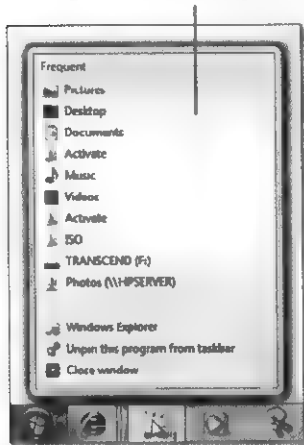 Frequent
Pictures
Desktop
Documents
Activate
Music
Videos
Activate
ISO
TRANSCEND (F:)
Photos (\\HPSERVER)
Windows Explorer
Unpin this program from taskbar
Close window